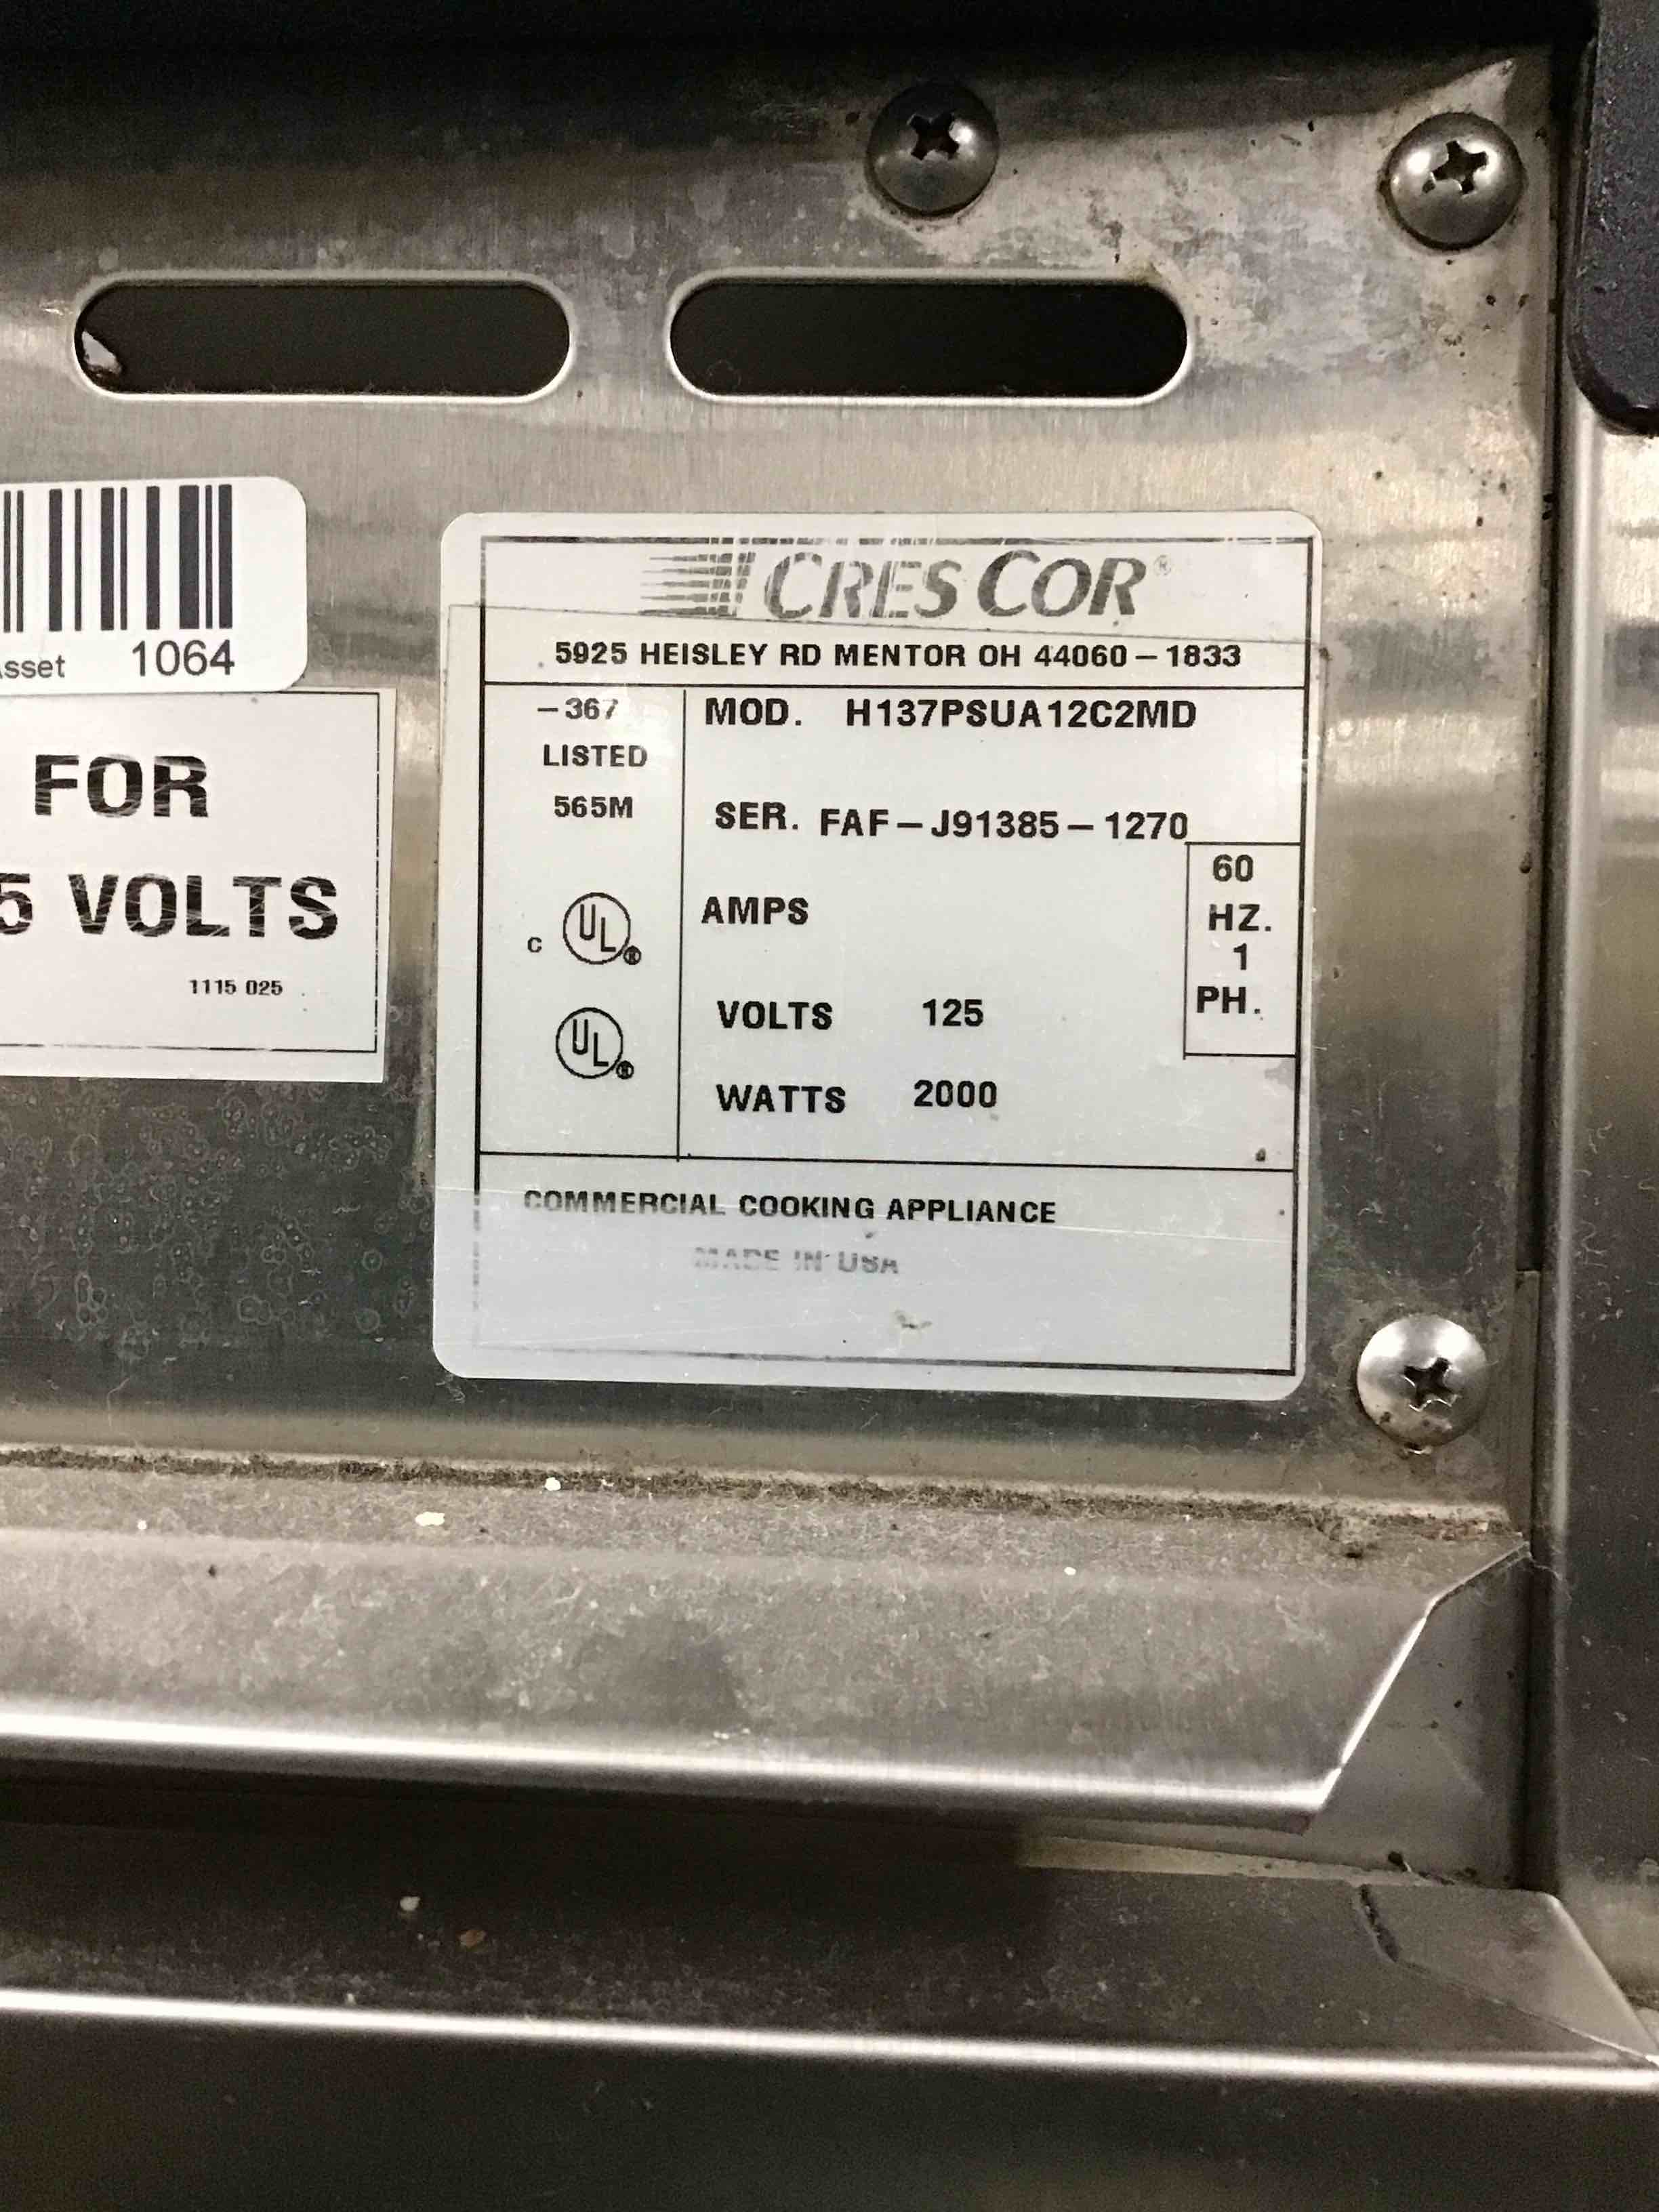 Asset 1064
FOR
5 VOLTS
1115 025
CRES COR®
5925 HEISLEY RD MENTOR OH 44060-1833
-367
LISTED
565M
C UL®
UL®
MOD. H137PSUA12C2MD
SER. FAF-J91385-1270
AMPS
VOLTS 125
WATTS 2000
60
HZ.
1
PH.
COMMERCIAL COOKING APPLIANCE
MADE IN USA